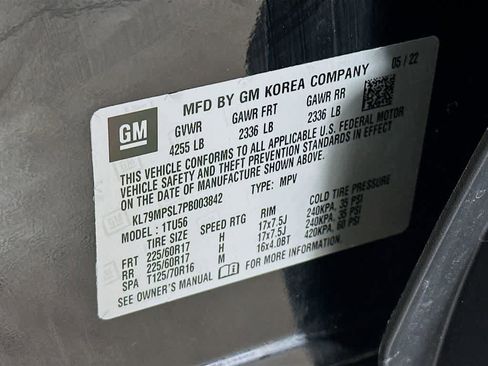 05 / 22
MFD BY GM KOREA COMPANY
GM
GVWR GAWR FRT GAWR RR
4255 LB 2336 LB 2336 LB
THIS VEHICLE CONFORMS TO ALL APPLICABLE U.S. FEDERAL MOTOR
VEHICLE SAFETY AND THEFT PREVENTION STANDARDS IN EFFECT
ON THE DATE OF MANUFACTURE SHOWN ABOVE.
KL79MPSL7PB003842 TYPE: MPV
MODEL: 1TU56
TIRE SIZE SPEED RTG RIM COLD TIRE PRESSURE
FRT 225/60R17 H 17x7.5J 240KPA, 35 PSI
RR 225/60R17 H 17x7.5J 240KPA, 35 PSI
SPA T125/70R16 M 16x4.0BT 420KPA, 60 PSI
SEE OWNER'S MANUAL FOR MORE INFORMATION.